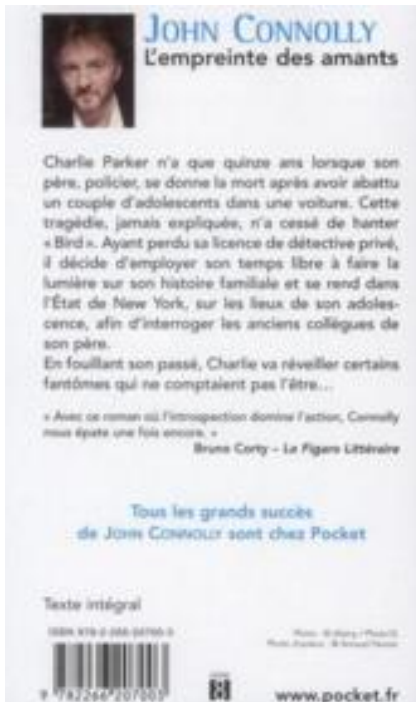 JOHN CONNOLLY
L'empreinte des amants
Charlie Parker n'a que quinze ans lorsque son
père, policier, se donne la mort après avoir abattu
un couple d'adolescents dans une voiture. Cette
tragédie, jamais expliquée, n'a cessé de hanter
« Bird ». Ayant perdu sa licence de détective privé,
il décide d'employer son temps libre à faire la
lumière sur son histoire familiale et se rend dans
l'État de New York, sur les lieux de son adoles-
cence, afin d'interroger les anciens collègues de
son père.
En fouillant son passé, Charlie va réveiller certains
fantômes qui ne comptaient pas l'être...
« Avec ce roman où l'introspection domine l'action, Connolly
nous épate une fois encore. »
Bruno Corty – Le Figaro Littéraire
Tous les grands succès
de JOHN CONNOLLY sont chez Pocket
Texte intégral
9 782266 207003
www.pocket.fr